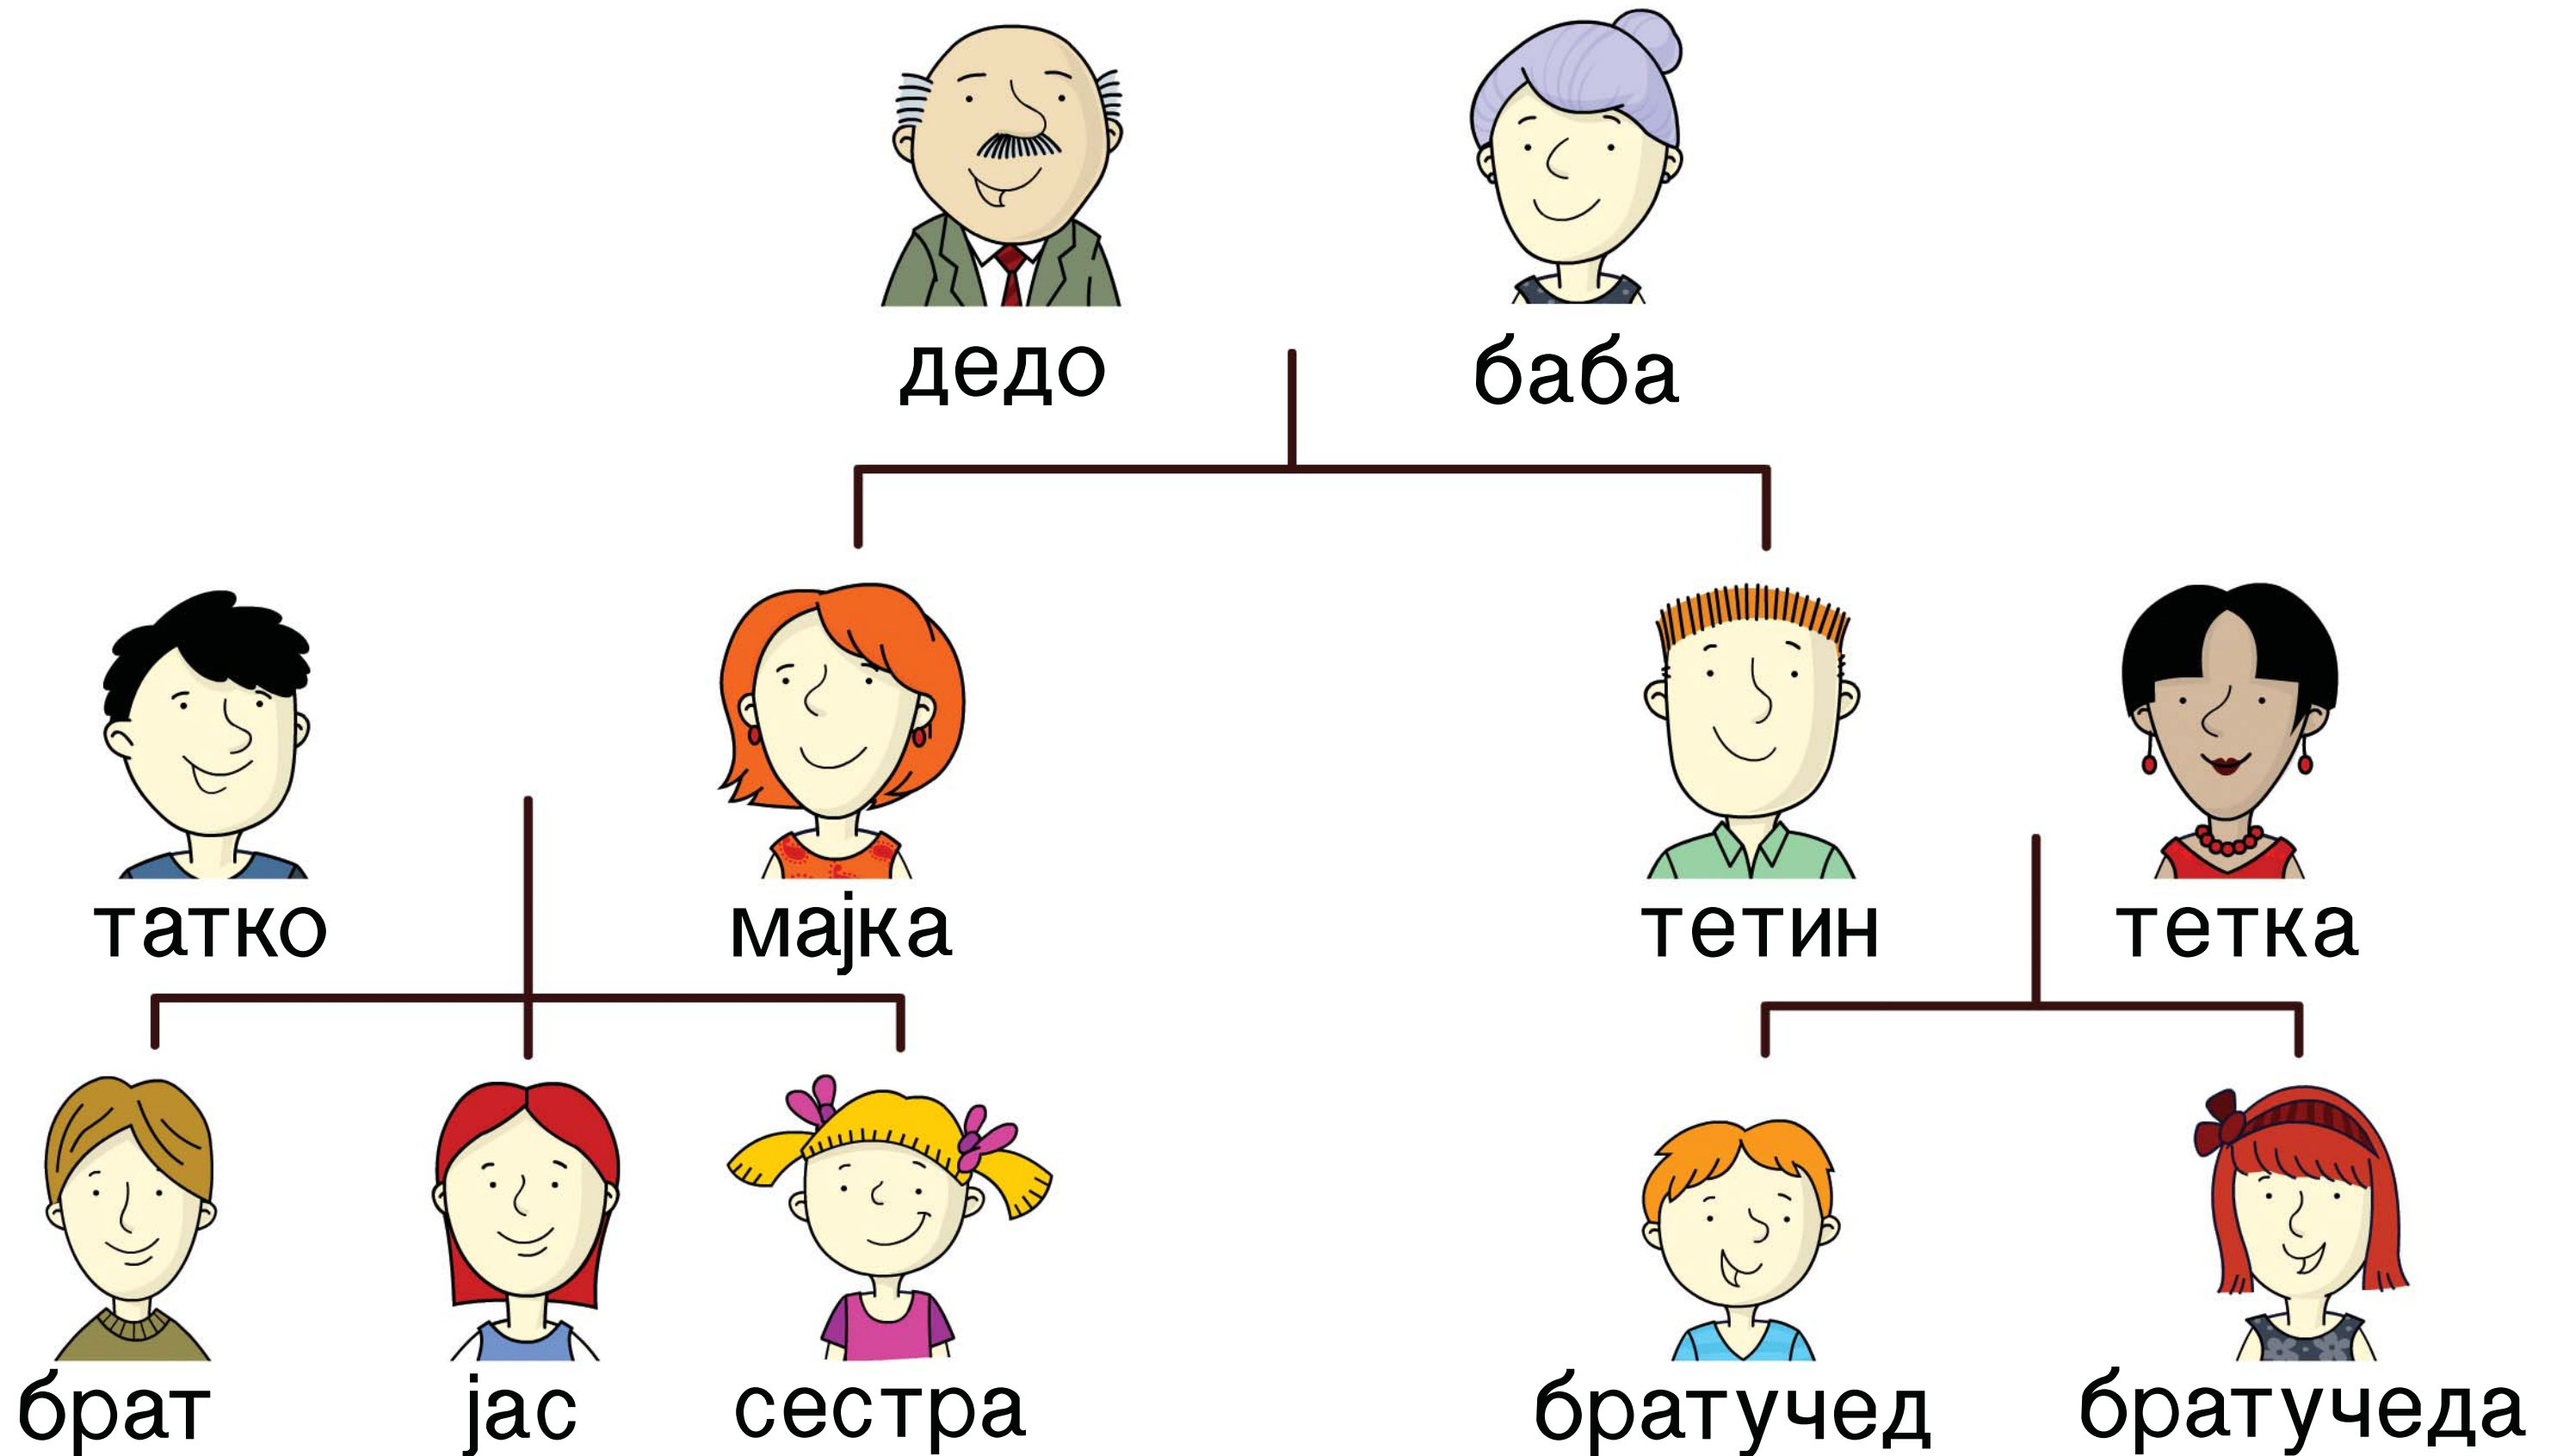 дедо баба
татко мајка тетин тетка
брат јас сестра братучед братучеда